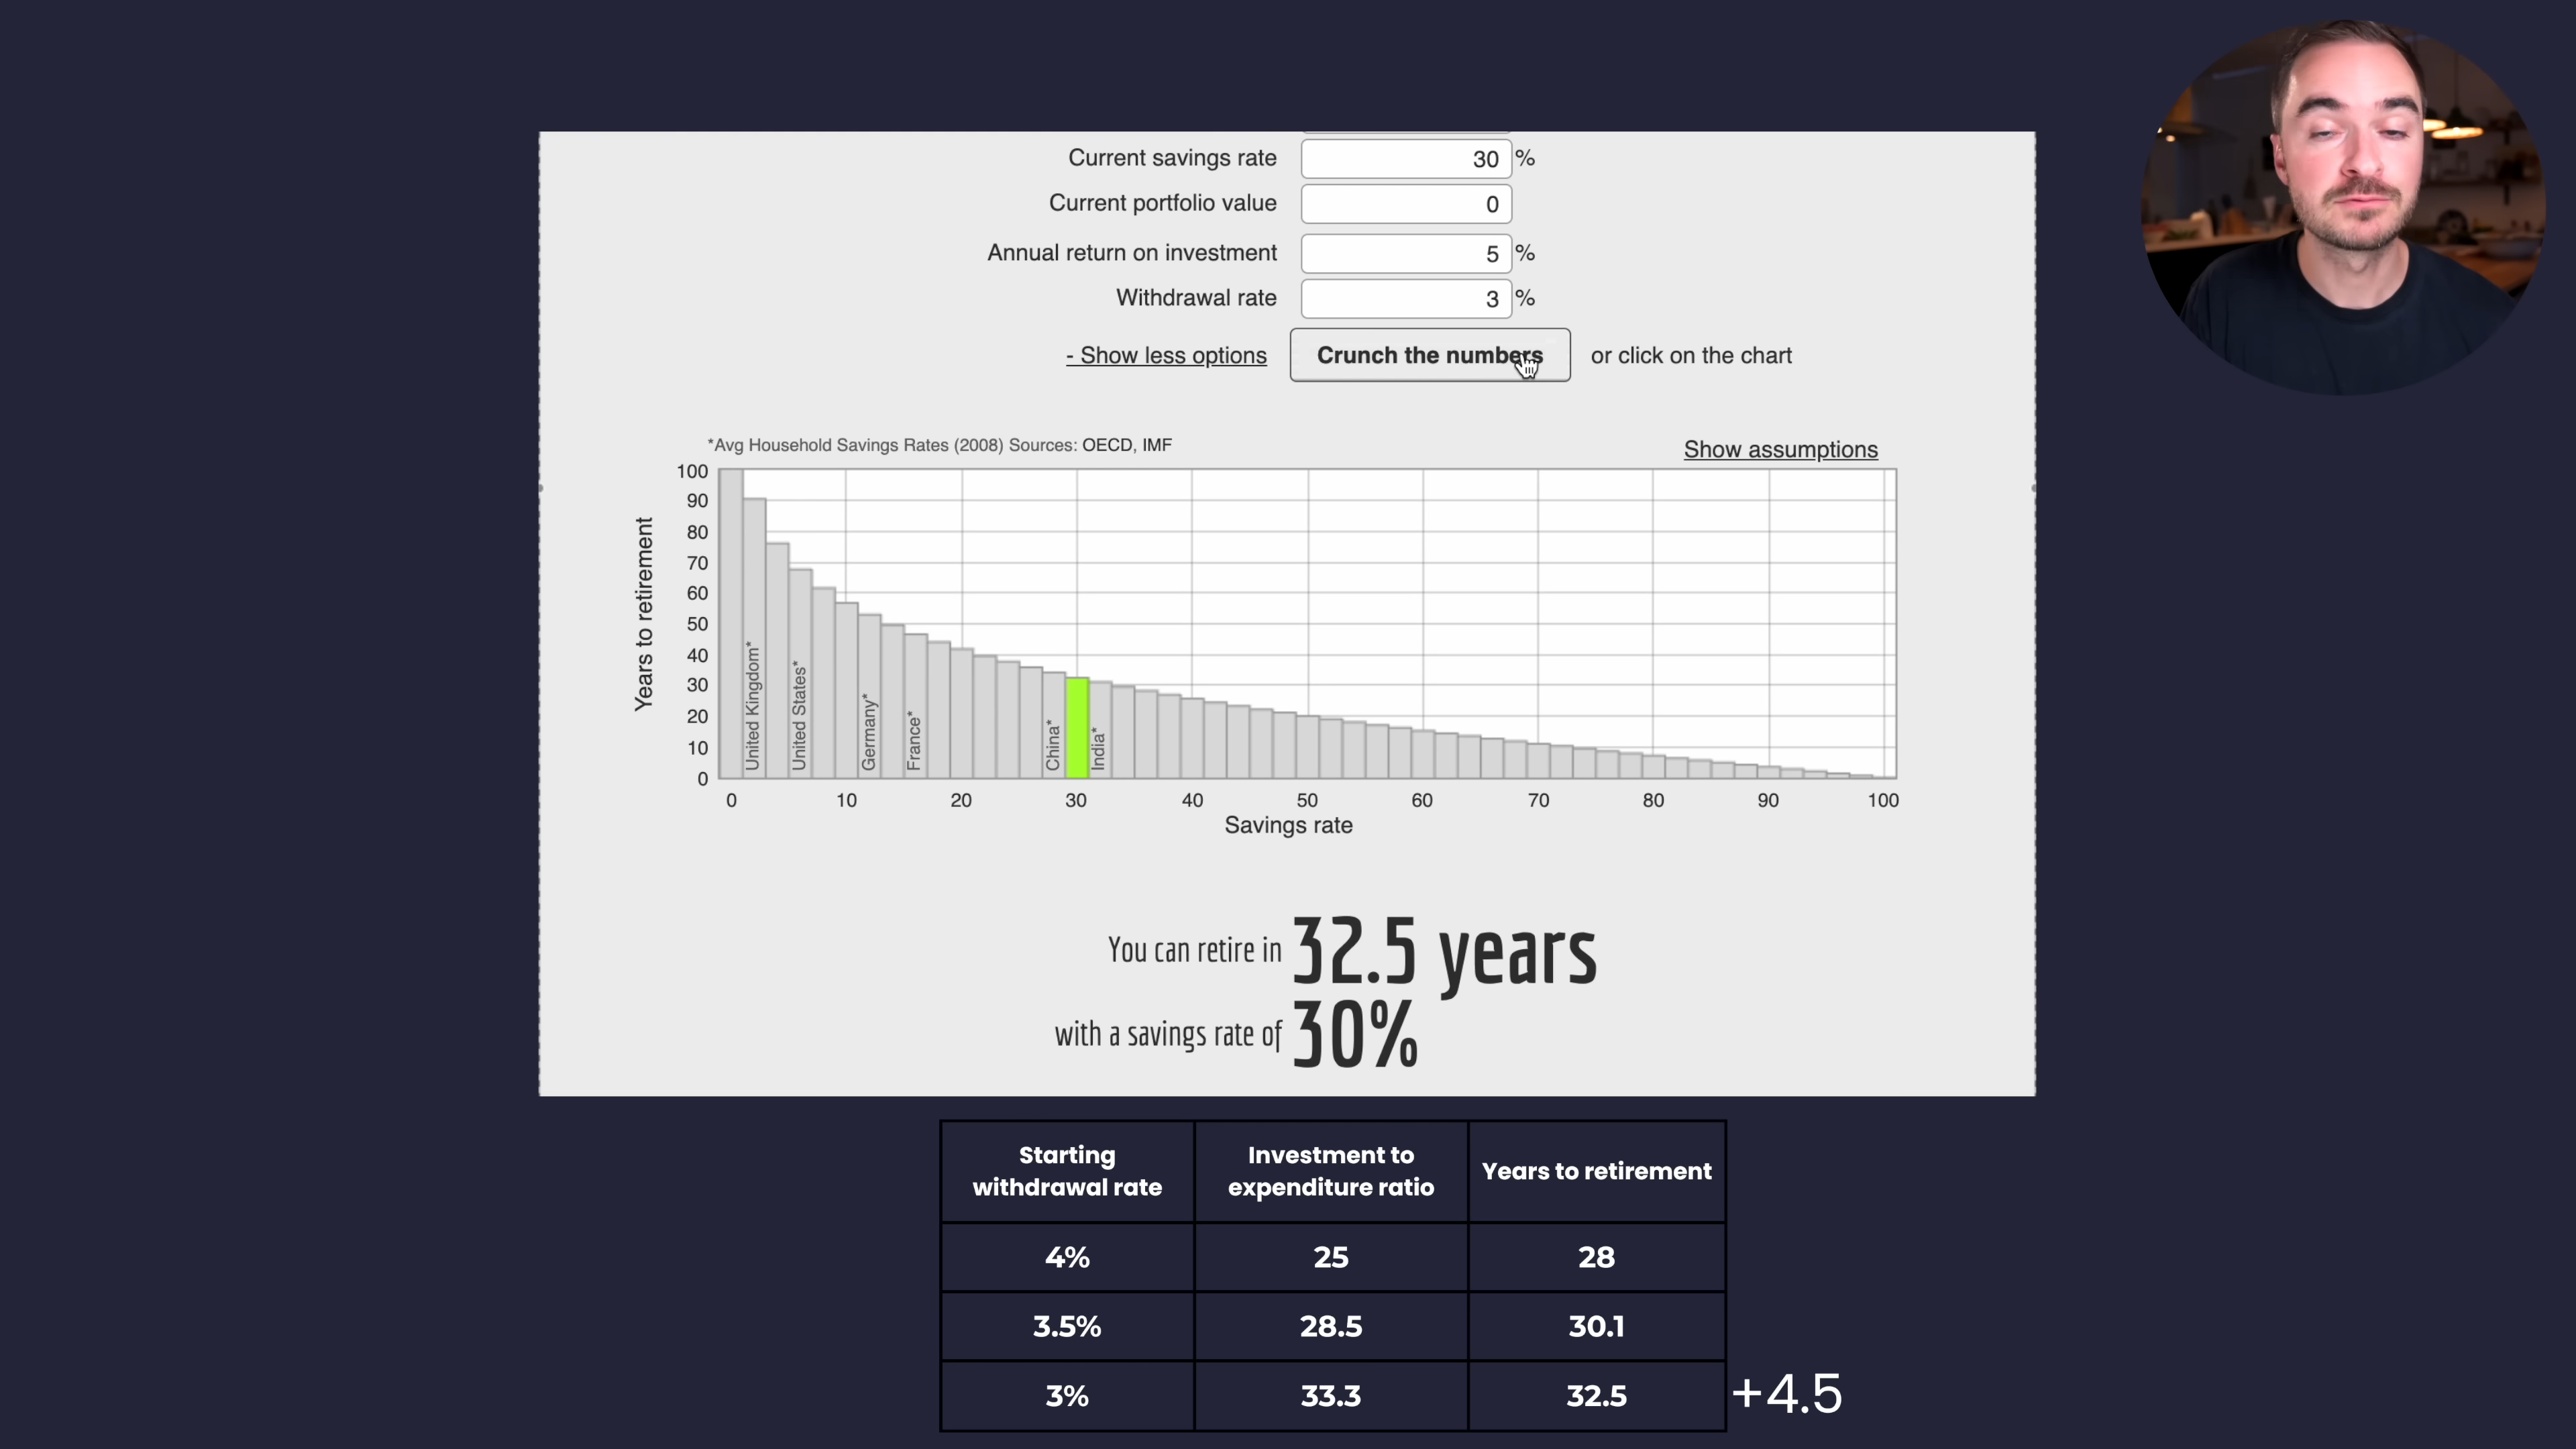 Current savings rate 30 %
Current portfolio value 0
Annual return on investment 5 %
Withdrawal rate 3 %
- Show less options Crunch the numbers or click on the chart
*Avg Household Savings Rates (2008) Sources: OECD, IMF
Show assumptions
Years to retirement
100
90
80
70
60
50
40
30
20
10
0
United Kingdom*
United States*
Germany*
France*
China*
India*
0 10 20 30 40 50 60 70 80 90 100
Savings rate
You can retire in 32.5 years
with a savings rate of 30%
Starting
withdrawal rate
Investment to
expenditure ratio
Years to retirement
4% 25 28
3.5% 28.5 30.1
3% 33.3 32.5 +4.5